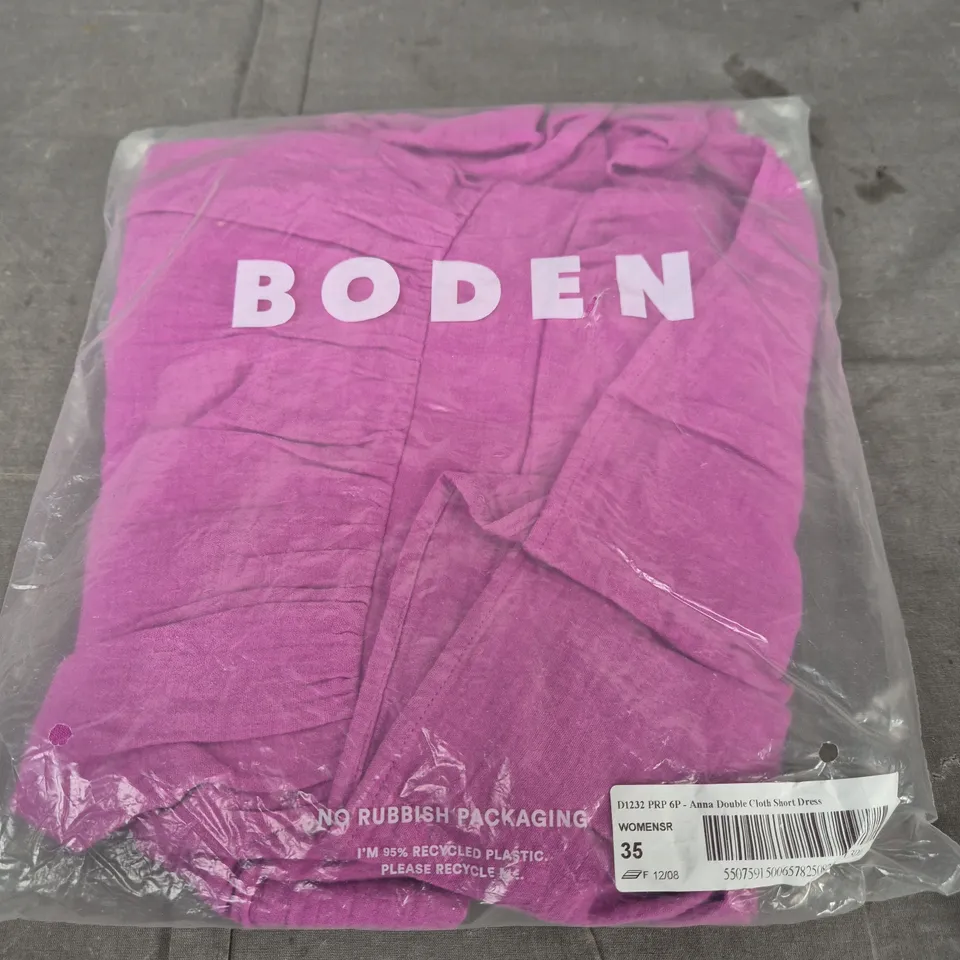 BODEN
NO RUBBISH PACKAGING
I'M 95% RECYCLED PLASTIC.
PLEASE RECYCLE ME.
D1232 PRP 6P - Anna Double Cloth Short Dress
WOMENSR
35
F 12/08
55075915006578250